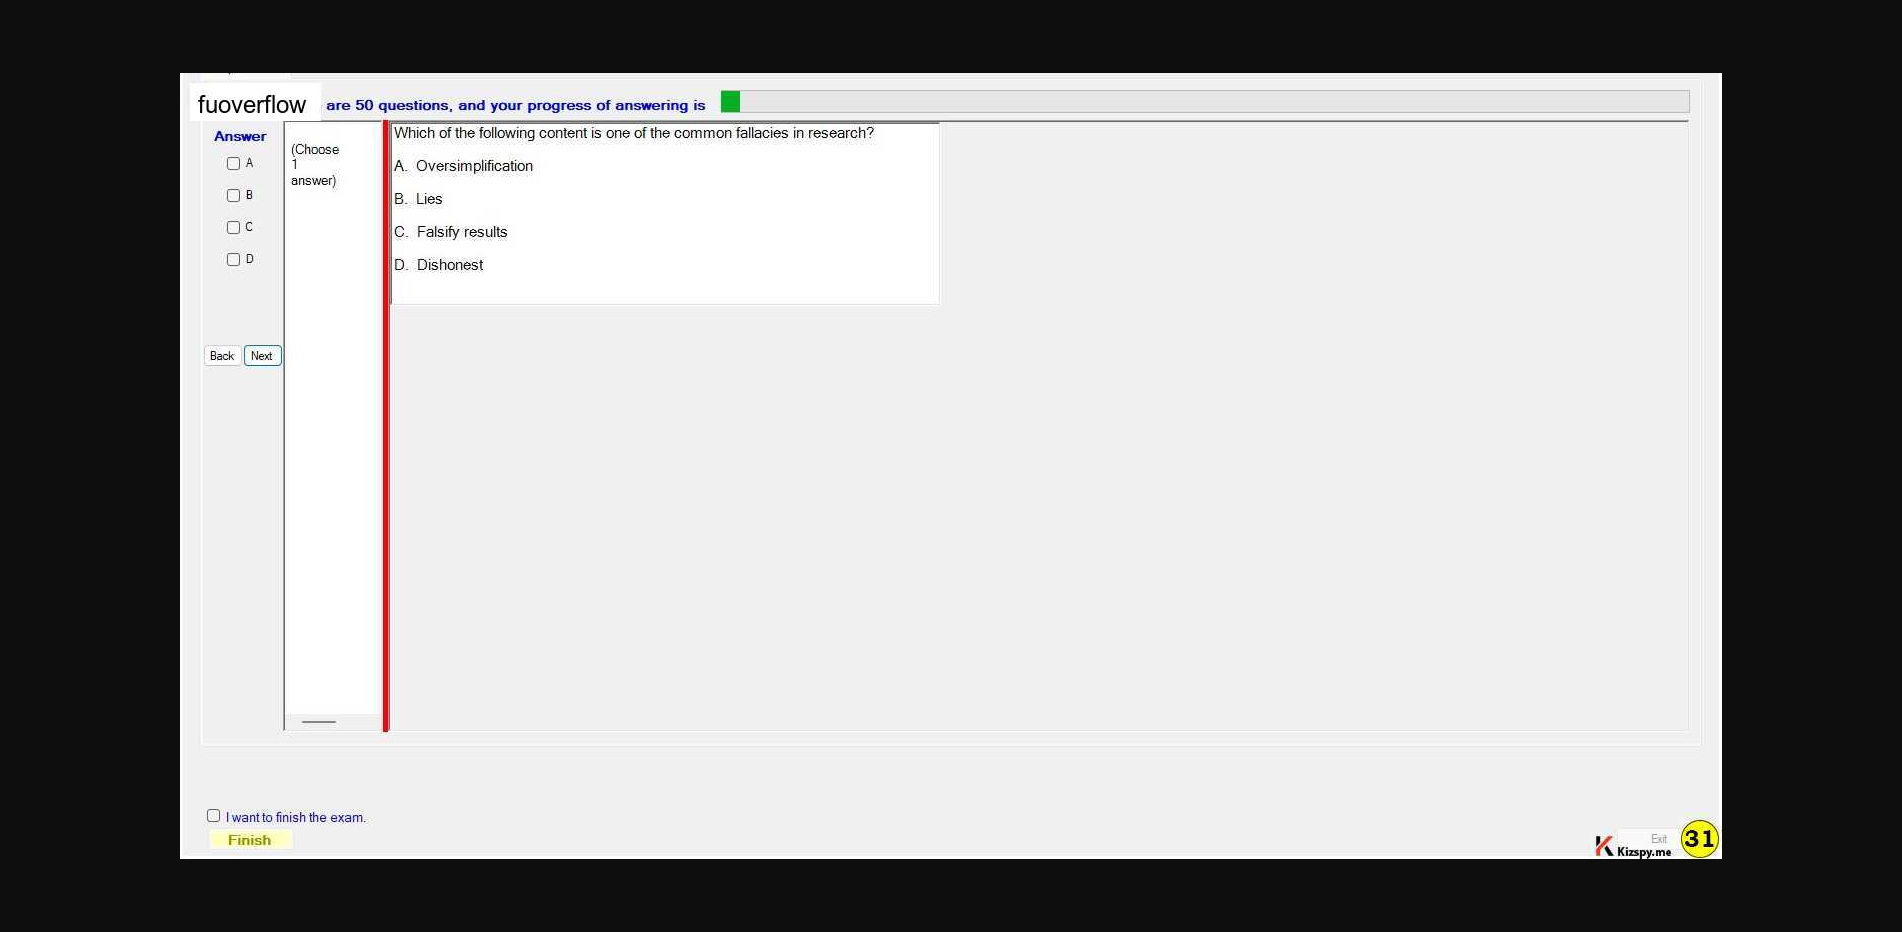 fuoverflow are 50 questions, and your progress of answering is
Answer
A
B
C
D
Back Next
(Choose
1
answer)
Which of the following content is one of the common fallacies in research?
A. Oversimplification
B. Lies
C. Falsify results
D. Dishonest
I want to finish the exam.
Finish
Exit
Kizspy.me
31